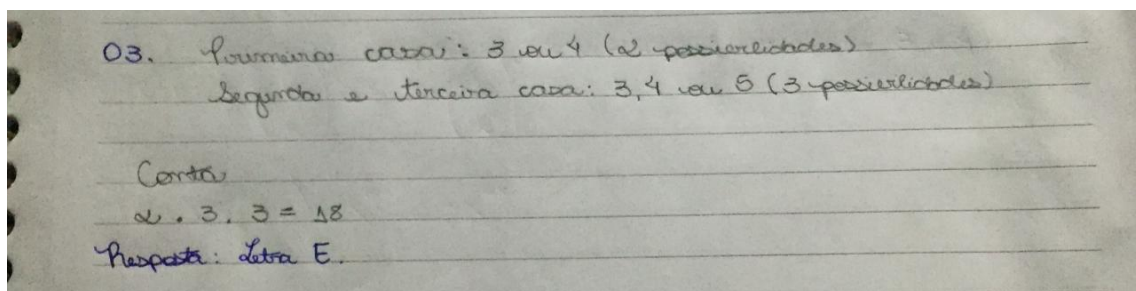 03. Primeira casa: 3 ou 4 (2 possibilidades)
Segunda e terceira casa: 3, 4 ou 5 (3 possibilidades)
Conta
2 . 3 . 3 = 18
Resposta: Letra E.